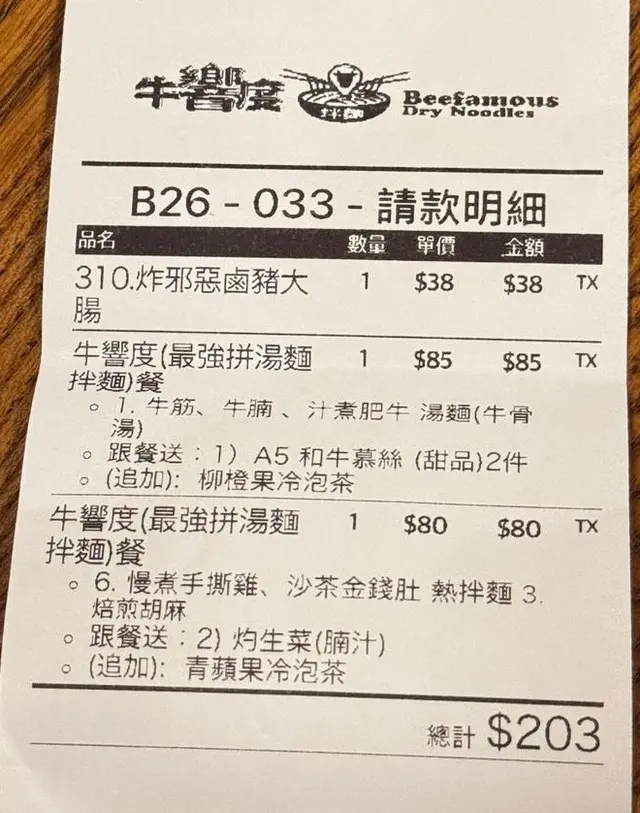 牛響度
拌麵
Beefamous
Dry Noodles
B26 - 033 - 請款明細
品名 數量 單價 金額
310.炸邪惡鹵豬大 1 $38 $38 TX
腸
牛響度(最強拼湯麵 1 $85 $85 TX
拌麵)餐
1. 牛筋、牛腩、汁煮肥牛 湯麵(牛骨
湯)
跟餐送：1) A5 和牛慕絲 (甜品)2件
(追加): 柳橙果冷泡茶
牛響度(最強拼湯麵 1 $80 $80 TX
拌麵)餐
6. 慢煮手撕雞、沙茶金錢肚 熱拌麵 3.
焙煎胡麻
跟餐送：2) 灼生菜(腩汁)
(追加): 青蘋果冷泡茶
總計 $203